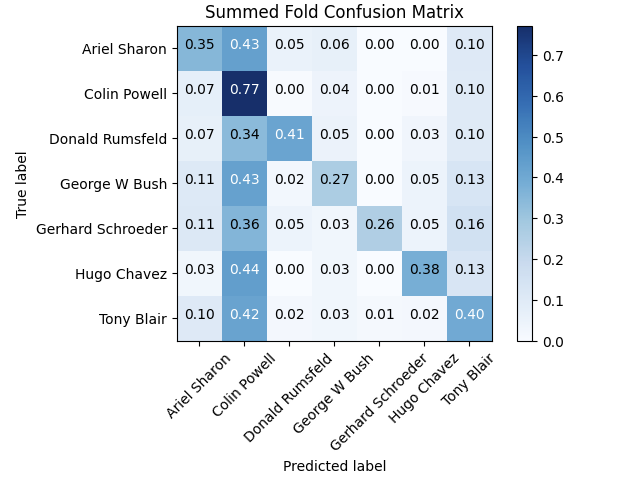 Summed Fold Confusion Matrix
True label
Ariel Sharon 0.35 0.43 0.05 0.06 0.00 0.00 0.10
Colin Powell 0.07 0.77 0.00 0.04 0.00 0.01 0.10
Donald Rumsfeld 0.07 0.34 0.41 0.05 0.00 0.03 0.10
George W Bush 0.11 0.43 0.02 0.27 0.00 0.05 0.13
Gerhard Schroeder 0.11 0.36 0.05 0.03 0.26 0.05 0.16
Hugo Chavez 0.03 0.44 0.00 0.03 0.00 0.38 0.13
Tony Blair 0.10 0.42 0.02 0.03 0.01 0.02 0.40
Ariel Sharon
Colin Powell
Donald Rumsfeld
George W Bush
Gerhard Schroeder
Hugo Chavez
Tony Blair
Predicted label
0.7
0.6
0.5
0.4
0.3
0.2
0.1
0.0